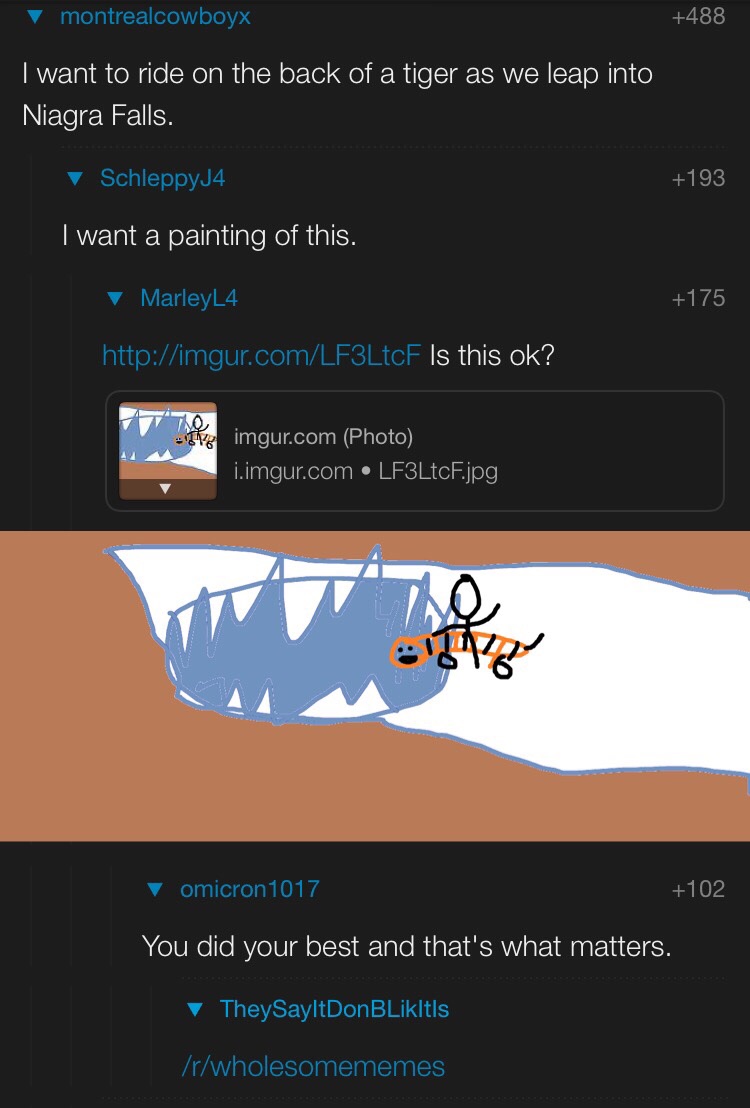 montrealcowboyx +488
I want to ride on the back of a tiger as we leap into
Niagra Falls.
SchleppyJ4 +193
I want a painting of this.
MarleyL4 +175
http://imgur.com/LF3LtcF Is this ok?
imgur.com (Photo)
i.imgur.com • LF3LtcF.jpg
omicron1017 +102
You did your best and that's what matters.
TheySayItDonBLikItIs
/r/wholesomememes